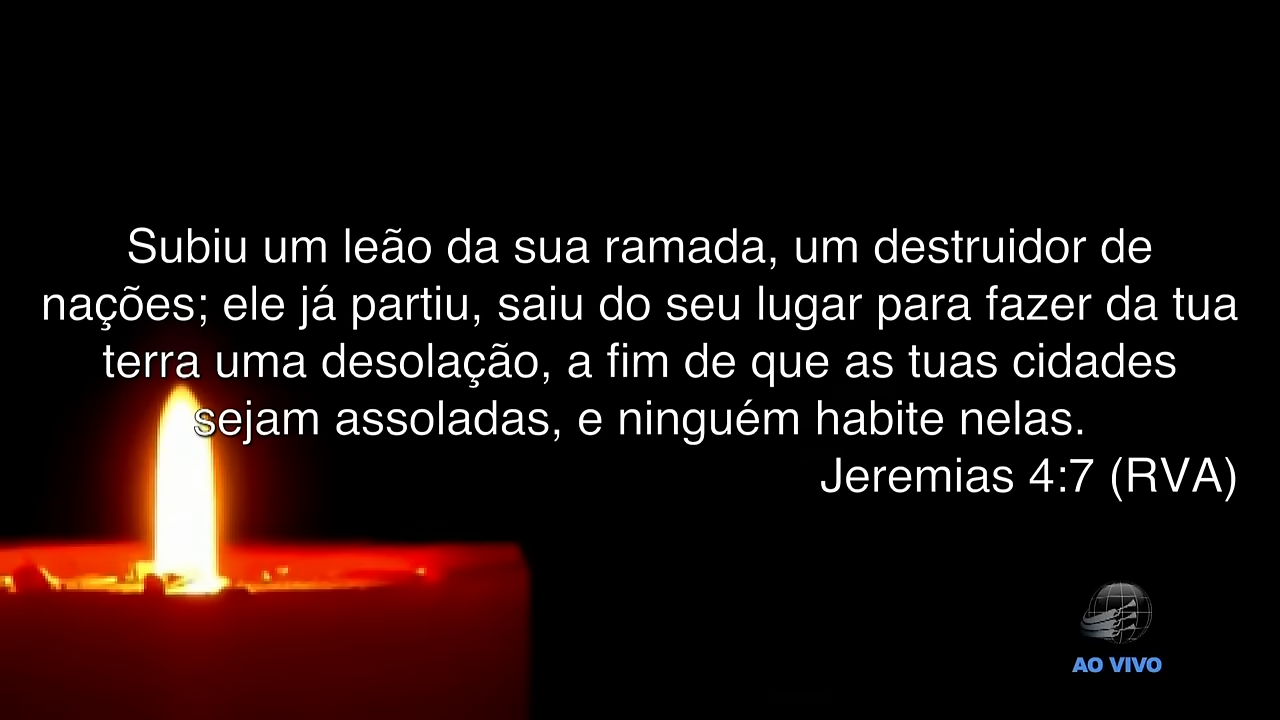 Subiu um leão da sua ramada, um destruidor de
nações; ele já partiu, saiu do seu lugar para fazer da tua
terra uma desolação, a fim de que as tuas cidades
sejam assoladas, e ninguém habite nelas.
Jeremias 4:7 (RVA)
AO VIVO